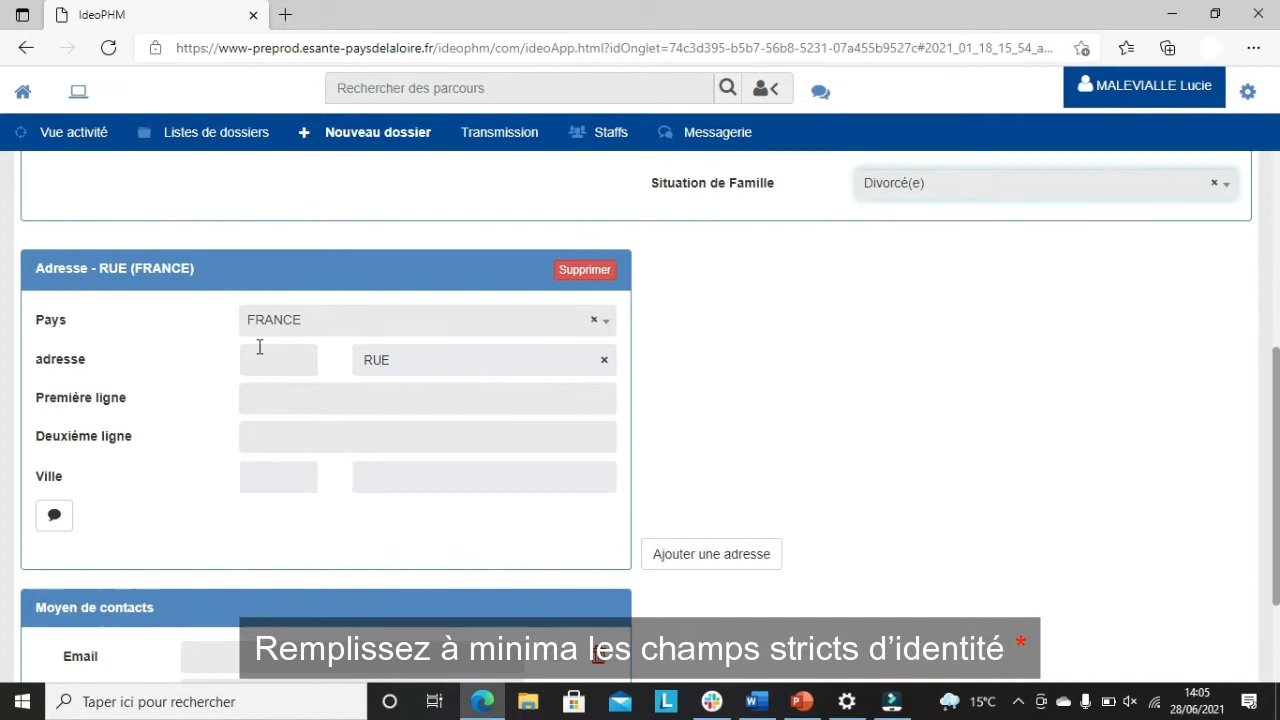 IdeoPHM
https://www-preprod.esante-paysdelaloire.fr/ideophm/com/ideoApp.html?idOnglet=74c3d395-b5b7-56b8-5231-07a455b9527c#2021_01_18_15_54_a...
Rechercher des parcours
MALEVIALLE Lucie
Vue activité Listes de dossiers + Nouveau dossier Transmission Staffs Messagerie
Situation de Famille Divorcé(e) ×
Adresse - RUE (FRANCE) Supprimer
Pays FRANCE ×
adresse RUE ×
Première ligne
Deuxième ligne
Ville
Ajouter une adresse
Moyen de contacts
Remplissez à minima les champs stricts d’identité *
Email
Taper ici pour rechercher
L
15°C
14:05
28/06/2021